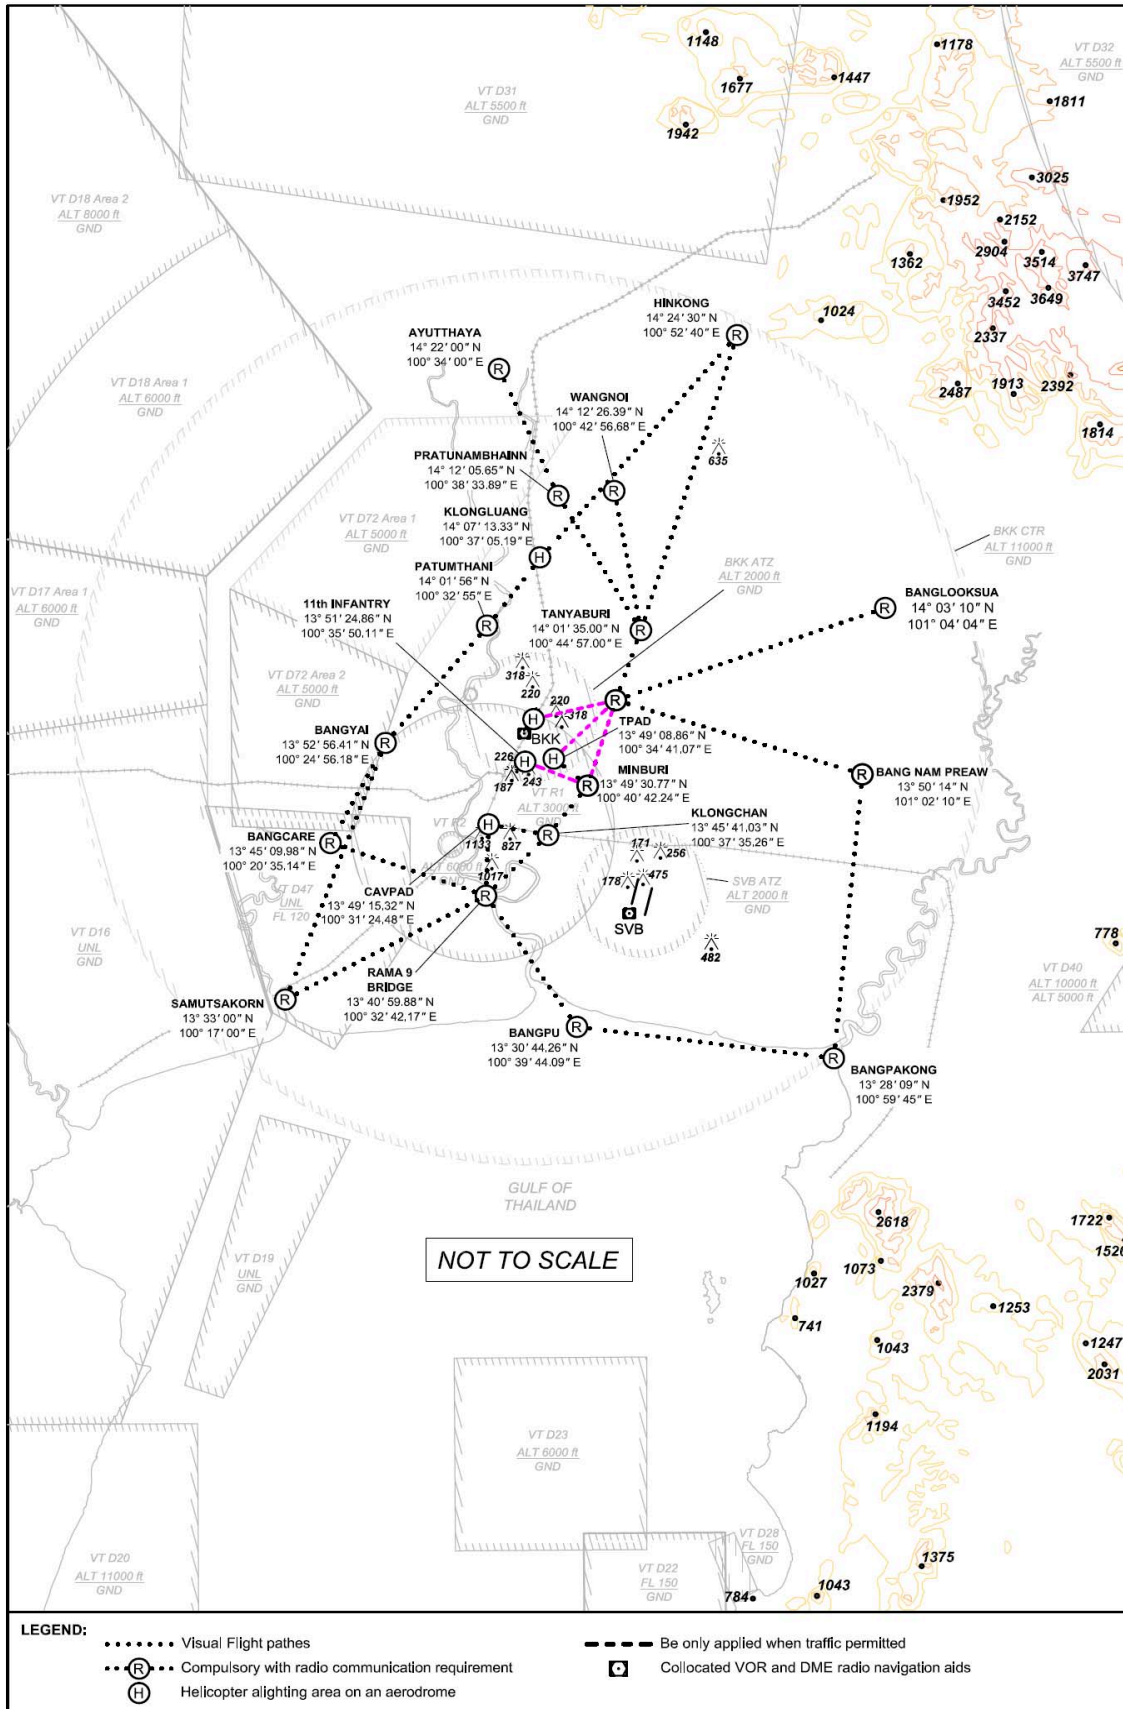 1148
1178
VT D32
ALT 5500 ft
GND
1677
1447
VT D31
ALT 5500 ft
GND
1811
1942
3025
VT D18 Area 2
ALT 8000 ft
GND
1952
2152
2904
3514
1362
3747
3452
3649
HINKONG
14° 24' 30" N
100° 52' 40" E
1024
2337
AYUTTHAYA
14° 22' 00" N
100° 34' 00" E
R
R
VT D18 Area 1
ALT 6000 ft
GND
2487
1913
2392
WANGNOI
14° 12' 26.39" N
100° 42' 56.68" E
1814
635
PRATUNAMBHAINN
14° 12' 05.65" N
100° 38' 33.89" E
R
R
KLONGLUANG
14° 07' 13.33" N
100° 37' 05.19" E
H
VT D72 Area 1
ALT 5000 ft
GND
BKK CTR
ALT 11000 ft
GND
BKK ATZ
ALT 2000 ft
GND
PATUMTHANI
14° 01' 56" N
100° 32' 55" E
R
VT D17 Area 1
ALT 6000 ft
GND
11th INFANTRY
13° 51' 24.86" N
100° 35' 50.11" E
TANYABURI
14° 01' 35.00" N
100° 44' 57.00" E
R
R
BANGLOOKSUA
14° 03' 10" N
101° 04' 04" E
VT D72 Area 2
ALT 5000 ft
GND
318
220
220
318
H
R
BKK
TPAD
13° 49' 08.86" N
100° 34' 41.07" E
BANGYAI
13° 52' 56.41" N
100° 24' 56.18" E
R
226
H
H
243
187
MINBURI
13° 49' 30.77" N
100° 40' 42.24" E
R
R
BANG NAM PREAW
13° 50' 14" N
101° 02' 10" E
VT R1
ALT 3000 ft
GND
VT R2
ALT 6000 ft
GND
KLONGCHAN
13° 45' 41.03" N
100° 37' 35.26" E
H
R
1133
827
1017
BANGCARE
13° 45' 09.98" N
100° 20' 35.14" E
R
171
256
178
475
SVB
SVB ATZ
ALT 2000 ft
GND
VT D47
UNL
FL 120
CAVPAD
13° 49' 15.32" N
100° 31' 24.48" E
R
VT D16
UNL
GND
482
778
VT D40
ALT 10000 ft
ALT 5000 ft
RAMA 9
BRIDGE
13° 40' 59.88" N
100° 32' 42.17" E
SAMUTSAKORN
13° 33' 00" N
100° 17' 00" E
R
BANGPU
13° 30' 44.26" N
100° 39' 44.09" E
R
R
BANGPAKONG
13° 28' 09" N
100° 59' 45" E
GULF OF
THAILAND
2618
1722
1520
VT D19
UNL
GND
NOT TO SCALE
1073
1027
2379
1253
741
1043
1247
2031
1194
VT D23
ALT 6000 ft
GND
VT D20
ALT 11000 ft
GND
VT D28
FL 150
GND
VT D22
FL 150
GND
1375
784
1043
LEGEND:
Visual Flight pathes
Be only applied when traffic permitted
R Compulsory with radio communication requirement
Collocated VOR and DME radio navigation aids
H Helicopter alighting area on an aerodrome